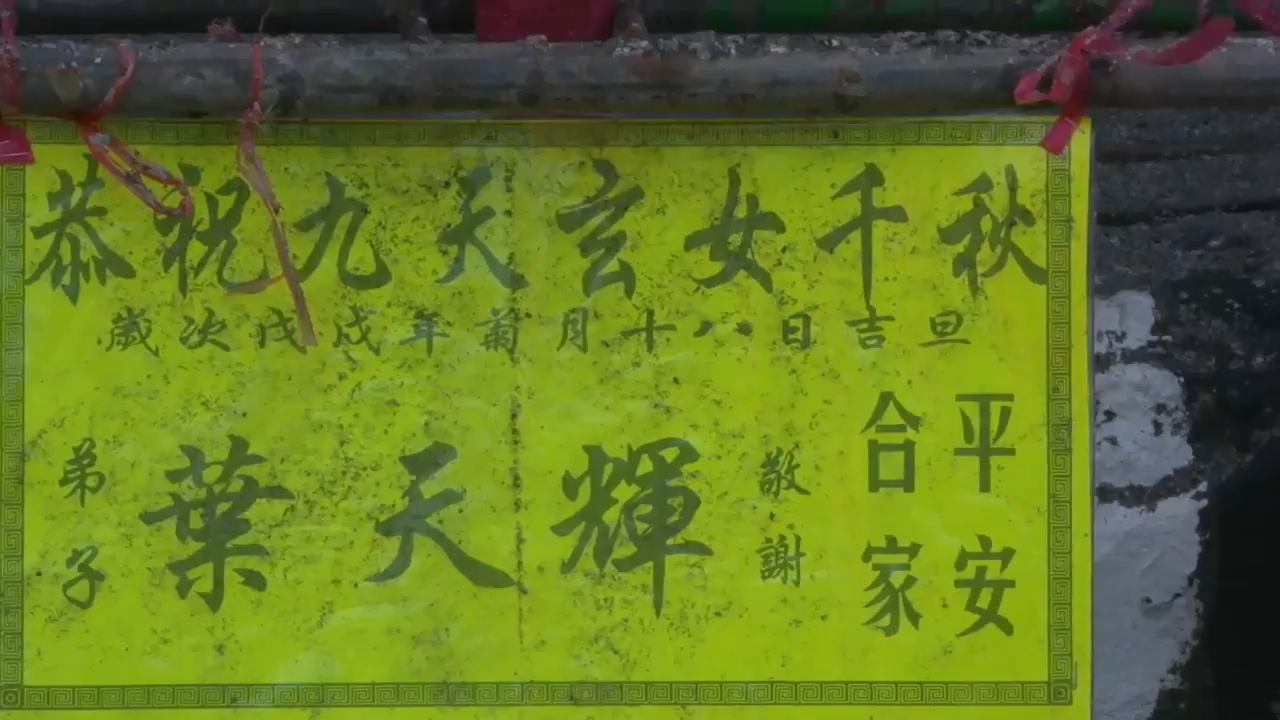 恭祝九天玄女千秋
歲次戊戌年菊月十八日吉旦
弟子 葉天輝 敬謝
合家 平安